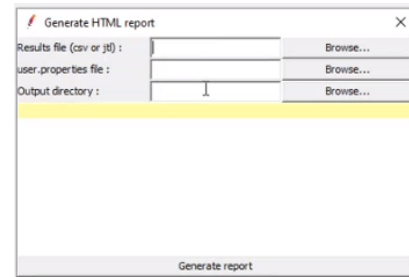 Generate HTML report
Results file (csv or jtl) : Browse...
user.properties file : Browse...
Output directory : Browse...
Generate report